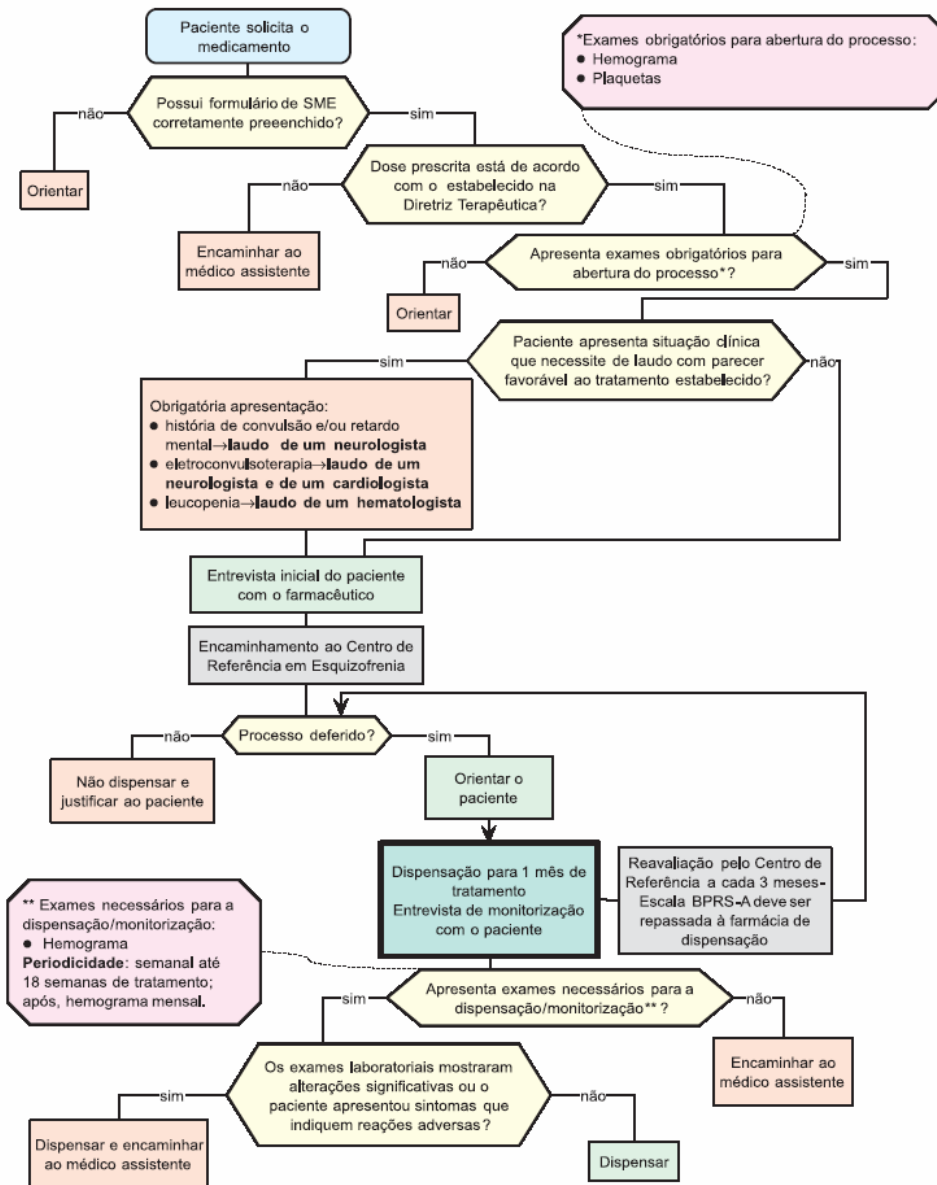 Paciente solicita o
medicamento
*Exames obrigatórios para abertura do processo:
● Hemograma
● Plaquetas
não
Possui formulário de SME
corretamente preeenchido?
sim
Orientar
não
Dose prescrita está de acordo
com o estabelecido na
Diretriz Terapêutica?
sim
Encaminhar ao
médico assistente
não
Apresenta exames obrigatórios para
abertura do processo*?
sim
Orientar
sim
Paciente apresenta situação clínica
que necessite de laudo com parecer
favorável ao tratamento estabelecido?
não
Obrigatória apresentação:
● história de convulsão e/ou retardo
mental→laudo de um neurologista
● eletroconvulsoterapia→laudo de um
neurologista e de um cardiologista
● leucopenia→laudo de um hematologista
Entrevista inicial do paciente
com o farmacêutico
Encaminhamento ao Centro de
Referência em Esquizofrenia
não
Processo deferido?
sim
Não dispensar e
justificar ao paciente
Orientar o
paciente
Dispensação para 1 mês de
tratamento
Entrevista de monitorização
com o paciente
Reavaliação pelo Centro de
Referência a cada 3 meses-
Escala BPRS-A deve ser
repassada à farmácia de
dispensação
** Exames necessários para a
dispensação/monitização:
● Hemograma
Periodicidade: semanal até
18 semanas de tratamento;
após, hemograma mensal.
sim
Apresenta exames necessários para a
dispensação/monitização**?
não
Encaminhar ao
médico assistente
sim
Os exames laboratoriais mostraram
alterações significativas ou o
paciente apresentou sintomas que
indiquem reações adversas?
não
Dispensar e encaminhar
ao médico assistente
Dispensar